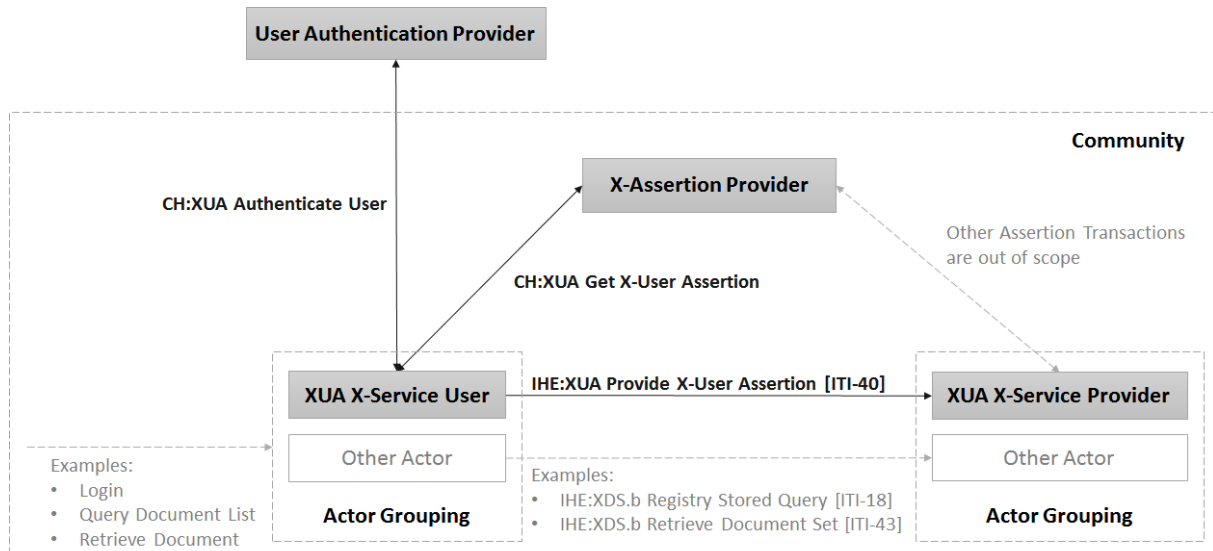 User Authentication Provider
Community
X-Assertion Provider
CH:XUA Authenticate User
Other Assertion Transactions
are out of scope
CH:XUA Get X-User Assertion
XUA X-Service User
IHE:XUA Provide X-User Assertion [ITI-40]
XUA X-Service Provider
Other Actor
Other Actor
Examples:
• Login
• Query Document List
• Retrieve Document
Actor Grouping
Examples:
• IHE:XDS.b Registry Stored Query [ITI-18]
• IHE:XDS.b Retrieve Document Set [ITI-43]
Actor Grouping